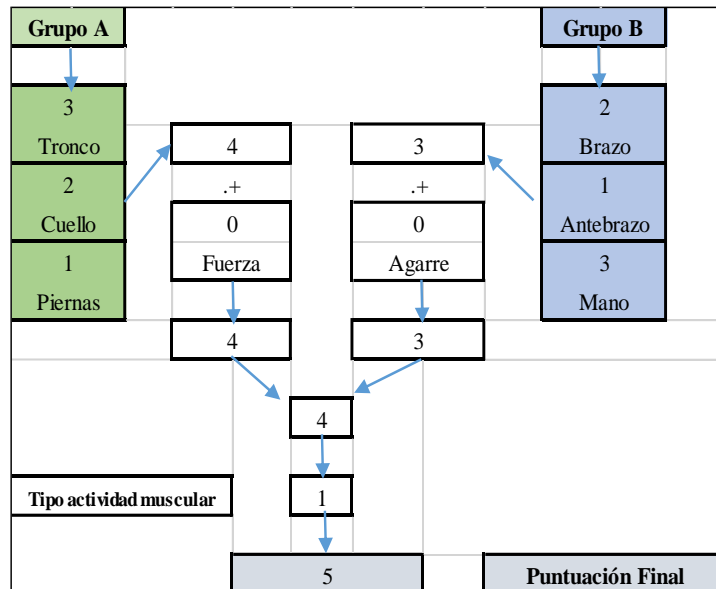 Grupo A
Grupo B
3
Tronco
2
Cuello
1
Piernas
4
.+
0
Fuerza
4
3
.+
0
Agarre
3
2
Brazo
1
Antebrazo
3
Mano
4
Tipo actividad muscular
1
5
Puntuación Final